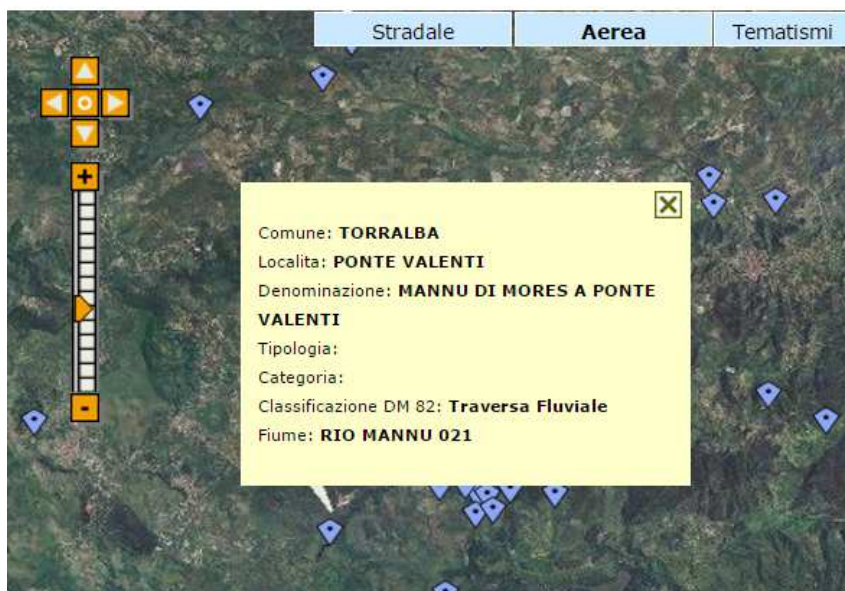 Stradale
Aerea
Tematismi
+
Comune: TORRALBA
Localita: PONTE VALENTI
Denominazione: MANNU DI MORES A PONTE
VALENTI
Tipologia:
Categoria:
Classificazione DM 82: Traversa Fluviale
Fiume: RIO MANNU 021
-